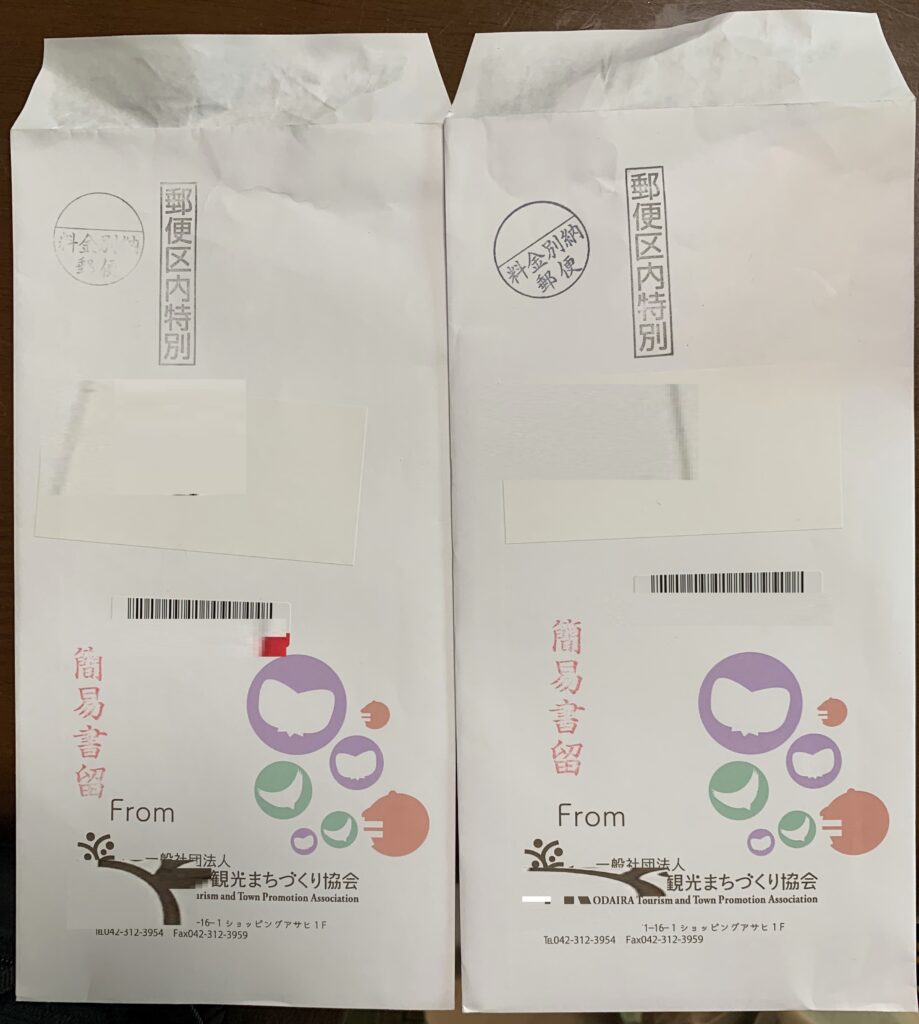 料金別納
郵便
郵便区内特別
簡易書留
From
一般社団法人
観光まちづくり協会
Tourism and Town Promotion Association
-16-1 ショッピングアサヒ1F
TEL042-312-3954 Fax042-312-3959
料金別納
郵便
郵便区内特別
簡易書留
From
一般社団法人
観光まちづくり協会
ODAIRA Tourism and Town Promotion Association
1-16-1 ショッピングアサヒ1F
TEL042-312-3954 Fax042-312-3959